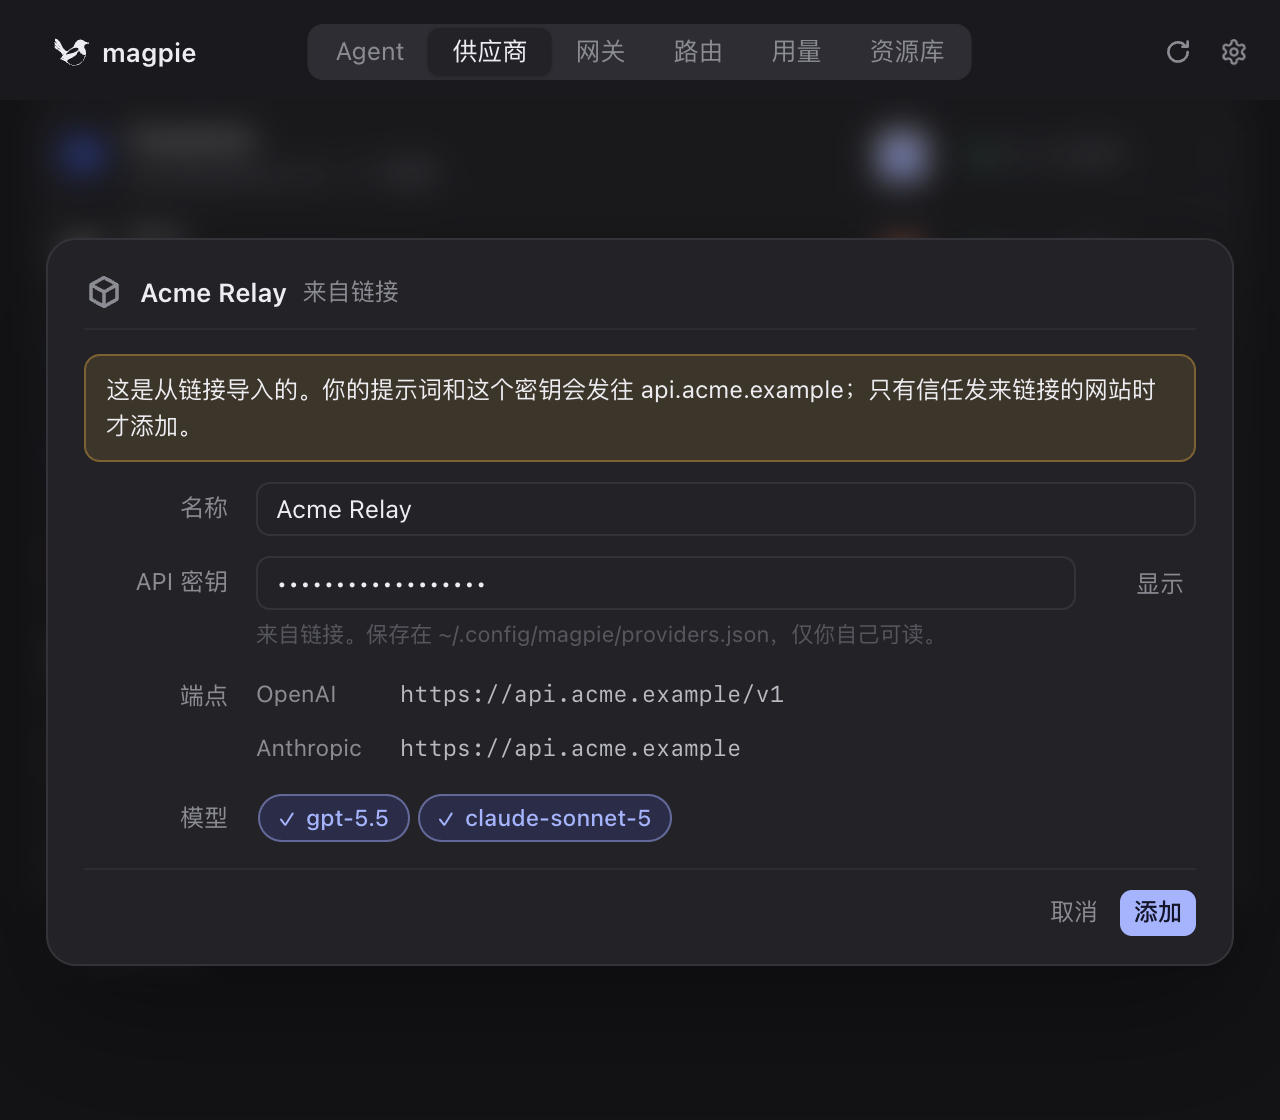 magpie
Agent 供应商 网关 路由 用量 资源库
Acme Relay 来自链接
这是从链接导入的。你的提示词和这个密钥会发往 api.acme.example；只有信任发来链接的网站时
才添加。
名称 Acme Relay
API 密钥 •••••••••••••••••• 显示
来自链接。保存在 ~/.config/magpie/providers.json，仅你自己可读。
端点 OpenAI https://api.acme.example/v1
Anthropic https://api.acme.example
模型 ✓ gpt-5.5 ✓ claude-sonnet-5
取消 添加